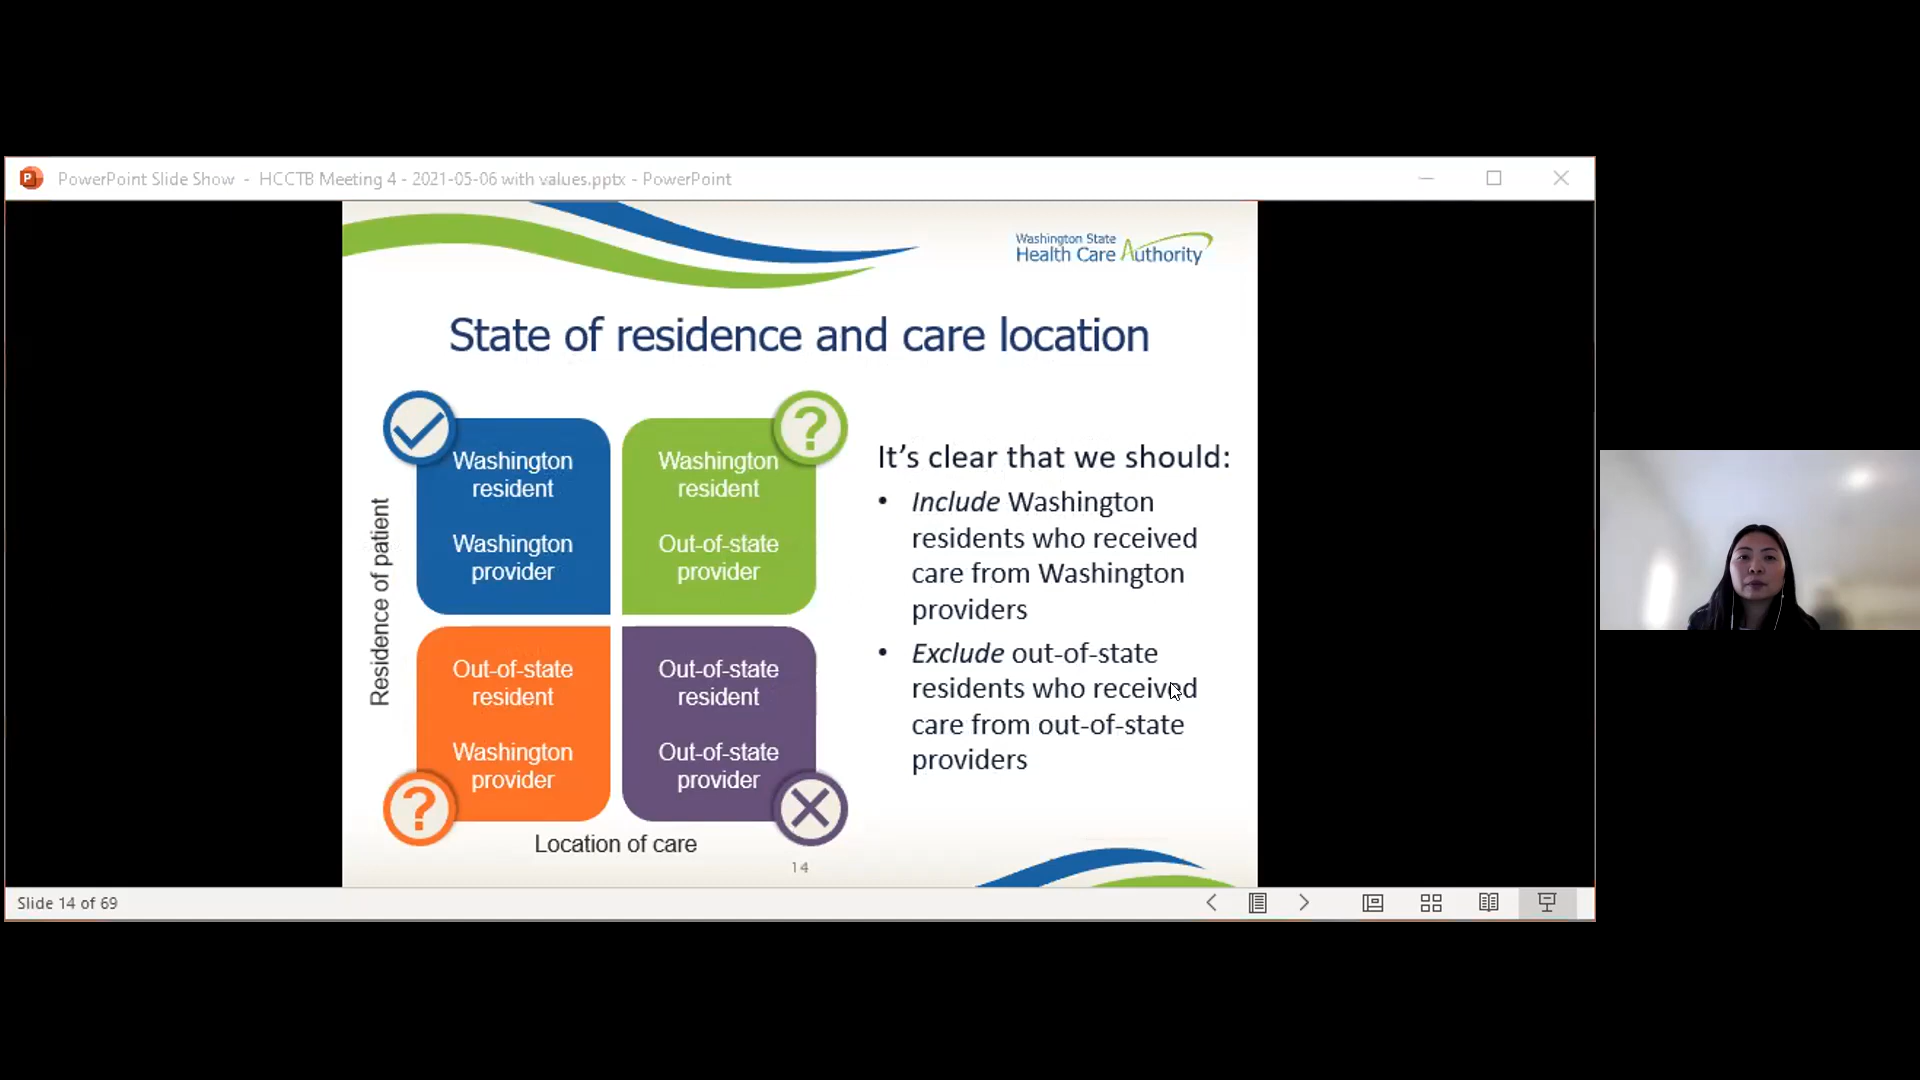 PowerPoint Slide Show - HCCTB Meeting 4 - 2021-05-06 with values.pptx - PowerPoint
Washington State
Health Care Authority
State of residence and care location
Residence of patient
Washington
resident
Washington
provider
?
Washington
resident
Out-of-state
provider
Out-of-state
resident
Washington
provider
?
Out-of-state
resident
Out-of-state
provider
Location of care
It's clear that we should:
• Include Washington
residents who received
care from Washington
providers
• Exclude out-of-state
residents who received
care from out-of-state
providers
14
Slide 14 of 69